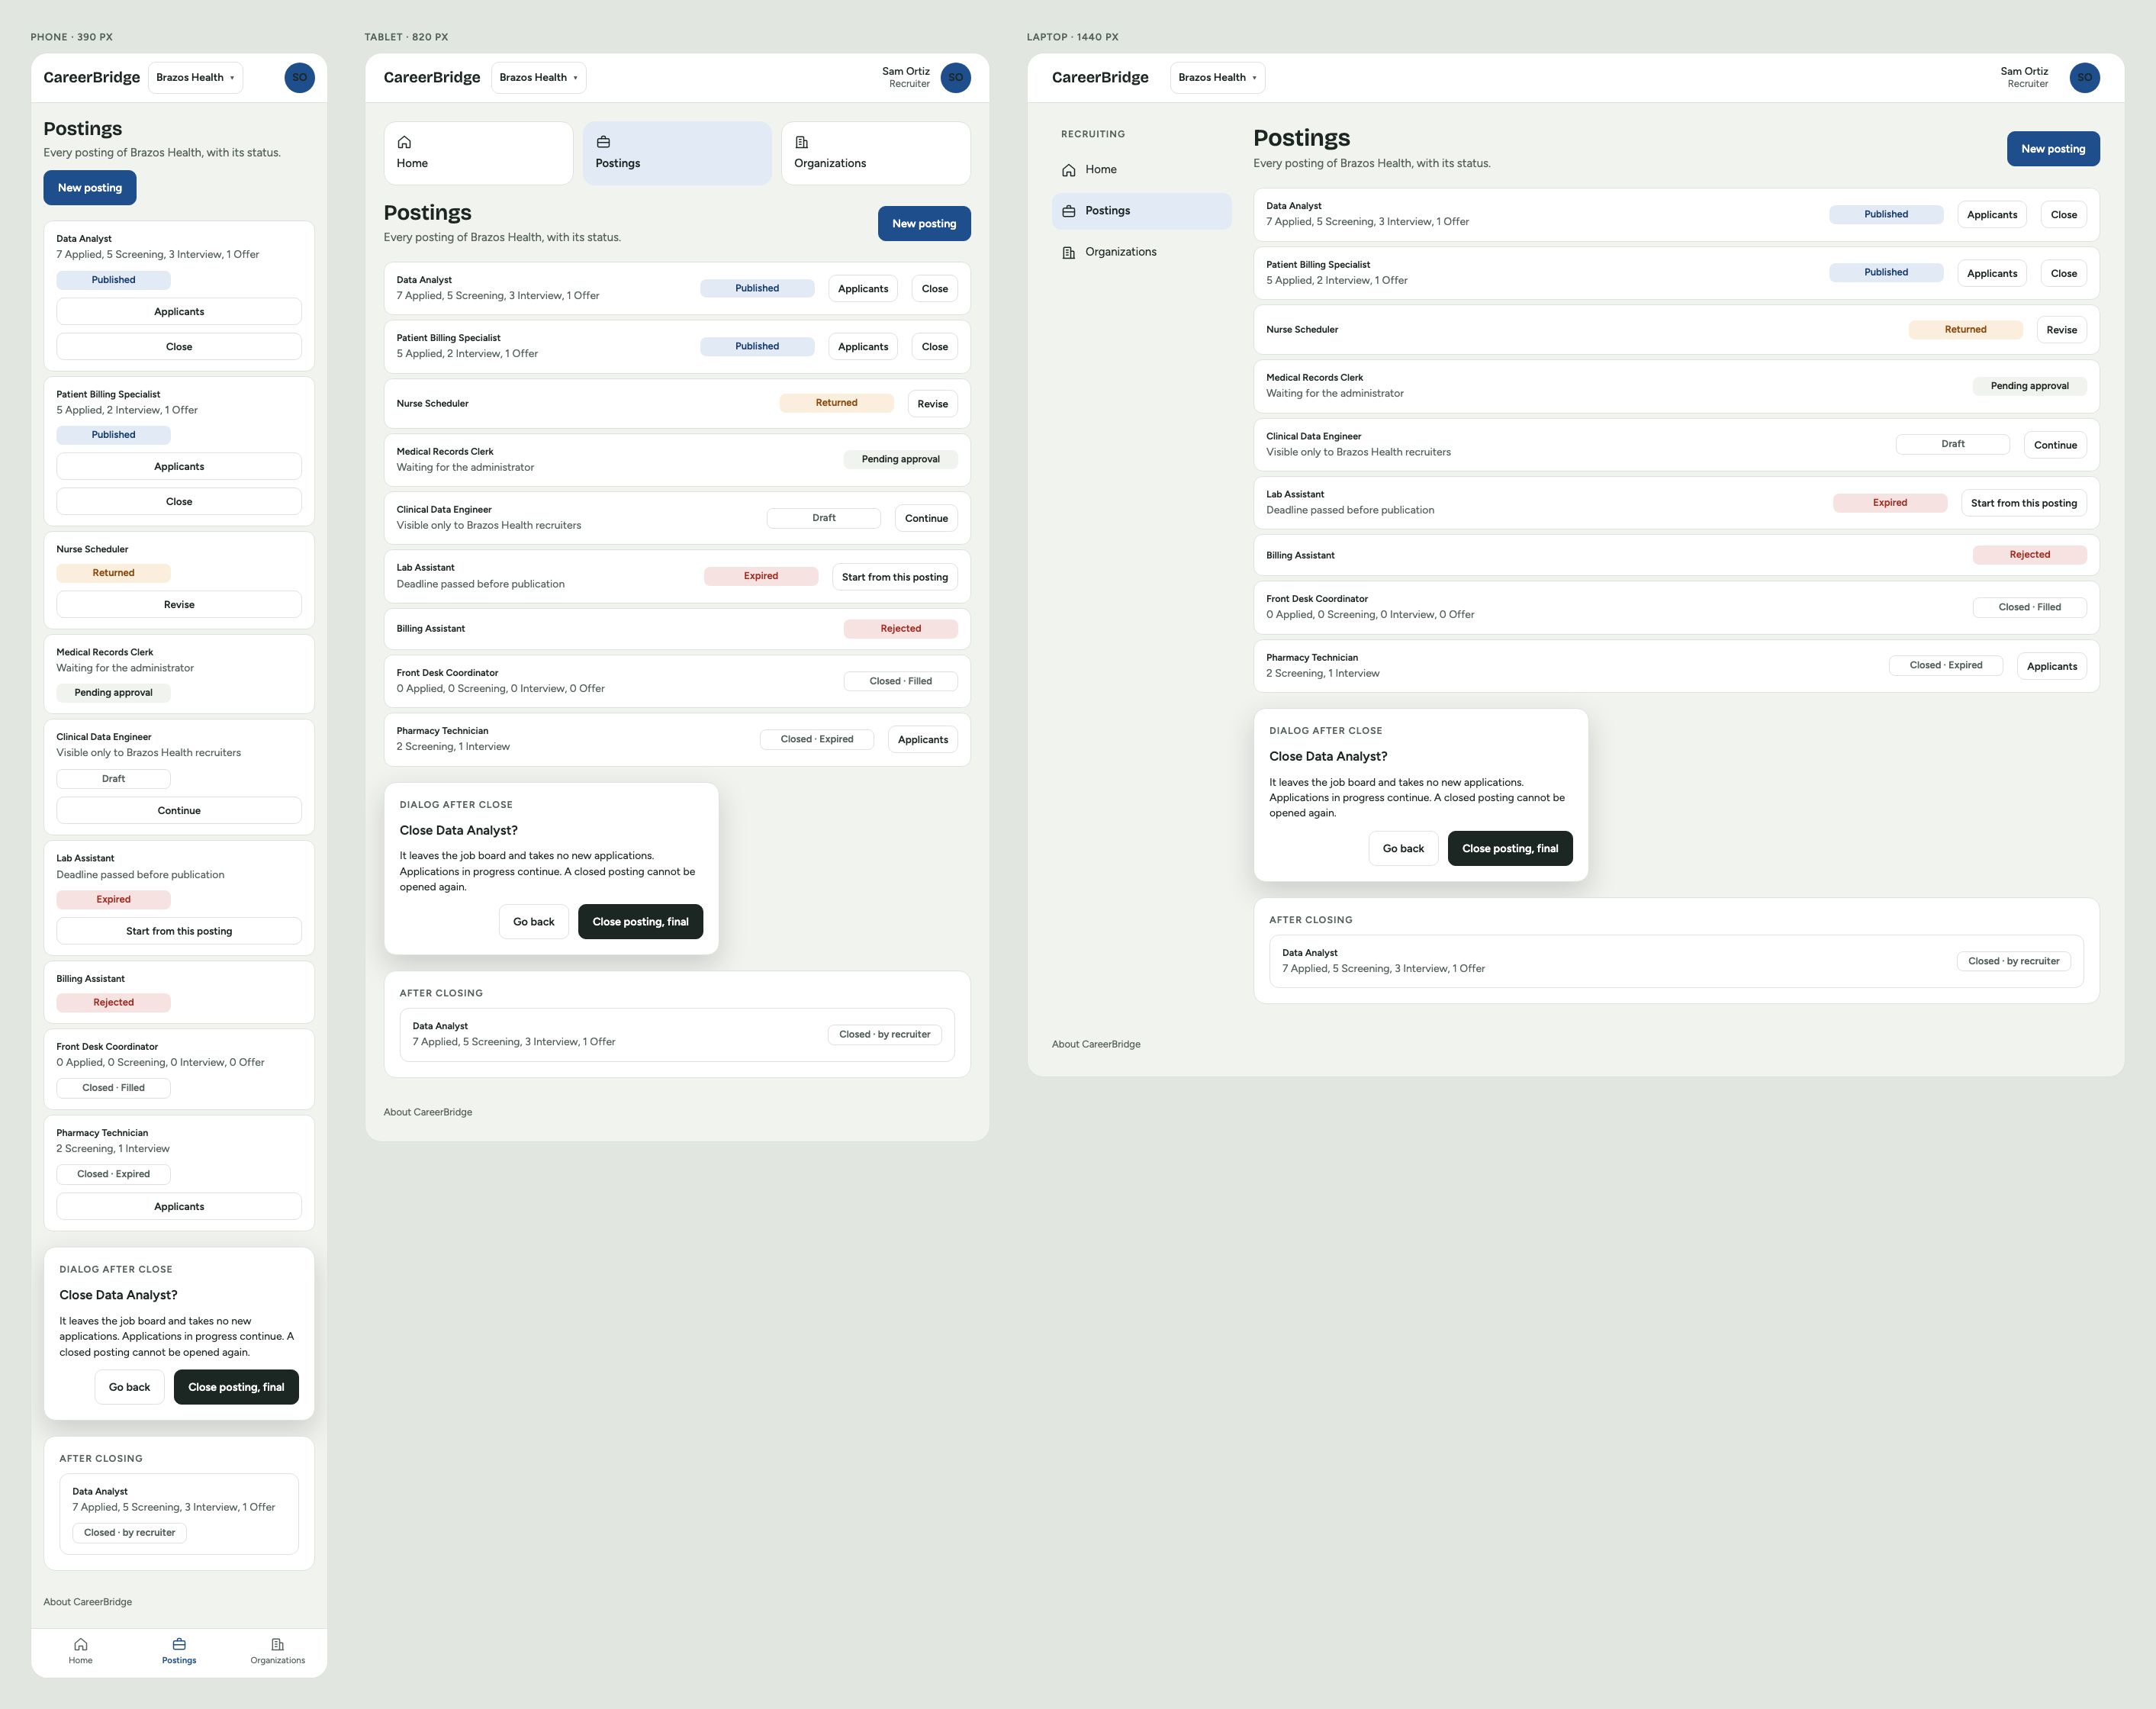 PHONE · 390 PX
CareerBridge
Brazos Health
SO
Postings
Every posting of Brazos Health, with its status.
New posting
Data Analyst
7 Applied, 5 Screening, 3 Interview, 1 Offer
Published
Applicants
Close
Patient Billing Specialist
5 Applied, 2 Interview, 1 Offer
Published
Applicants
Close
Nurse Scheduler
Returned
Revise
Medical Records Clerk
Waiting for the administrator
Pending approval
Clinical Data Engineer
Visible only to Brazos Health recruiters
Draft
Continue
Lab Assistant
Deadline passed before publication
Expired
Start from this posting
Billing Assistant
Rejected
Front Desk Coordinator
0 Applied, 0 Screening, 0 Interview, 0 Offer
Closed · Filled
Pharmacy Technician
2 Screening, 1 Interview
Closed · Expired
Applicants
DIALOG AFTER CLOSE
Close Data Analyst?
It leaves the job board and takes no new
applications. Applications in progress continue. A
closed posting cannot be opened again.
Go back
Close posting, final
AFTER CLOSING
Data Analyst
7 Applied, 5 Screening, 3 Interview, 1 Offer
Closed · by recruiter
About CareerBridge
Home
Postings
Organizations
TABLET · 820 PX
CareerBridge
Brazos Health
Sam Ortiz
Recruiter
SO
Home
Postings
Organizations
Postings
Every posting of Brazos Health, with its status.
New posting
Data Analyst
7 Applied, 5 Screening, 3 Interview, 1 Offer
Published
Applicants
Close
Patient Billing Specialist
5 Applied, 2 Interview, 1 Offer
Published
Applicants
Close
Nurse Scheduler
Returned
Revise
Medical Records Clerk
Waiting for the administrator
Pending approval
Clinical Data Engineer
Visible only to Brazos Health recruiters
Draft
Continue
Lab Assistant
Deadline passed before publication
Expired
Start from this posting
Billing Assistant
Rejected
Front Desk Coordinator
0 Applied, 0 Screening, 0 Interview, 0 Offer
Closed · Filled
Pharmacy Technician
2 Screening, 1 Interview
Closed · Expired
Applicants
DIALOG AFTER CLOSE
Close Data Analyst?
It leaves the job board and takes no new applications.
Applications in progress continue. A closed posting cannot be
opened again.
Go back
Close posting, final
AFTER CLOSING
Data Analyst
7 Applied, 5 Screening, 3 Interview, 1 Offer
Closed · by recruiter
About CareerBridge
LAPTOP · 1440 PX
CareerBridge
Brazos Health
Sam Ortiz
Recruiter
SO
RECRUITING
Home
Postings
Organizations
Postings
Every posting of Brazos Health, with its status.
New posting
Data Analyst
7 Applied, 5 Screening, 3 Interview, 1 Offer
Published
Applicants
Close
Patient Billing Specialist
5 Applied, 2 Interview, 1 Offer
Published
Applicants
Close
Nurse Scheduler
Returned
Revise
Medical Records Clerk
Waiting for the administrator
Pending approval
Clinical Data Engineer
Visible only to Brazos Health recruiters
Draft
Continue
Lab Assistant
Deadline passed before publication
Expired
Start from this posting
Billing Assistant
Rejected
Front Desk Coordinator
0 Applied, 0 Screening, 0 Interview, 0 Offer
Closed · Filled
Pharmacy Technician
2 Screening, 1 Interview
Closed · Expired
Applicants
DIALOG AFTER CLOSE
Close Data Analyst?
It leaves the job board and takes no new applications.
Applications in progress continue. A closed posting cannot be
opened again.
Go back
Close posting, final
AFTER CLOSING
Data Analyst
7 Applied, 5 Screening, 3 Interview, 1 Offer
Closed · by recruiter
About CareerBridge